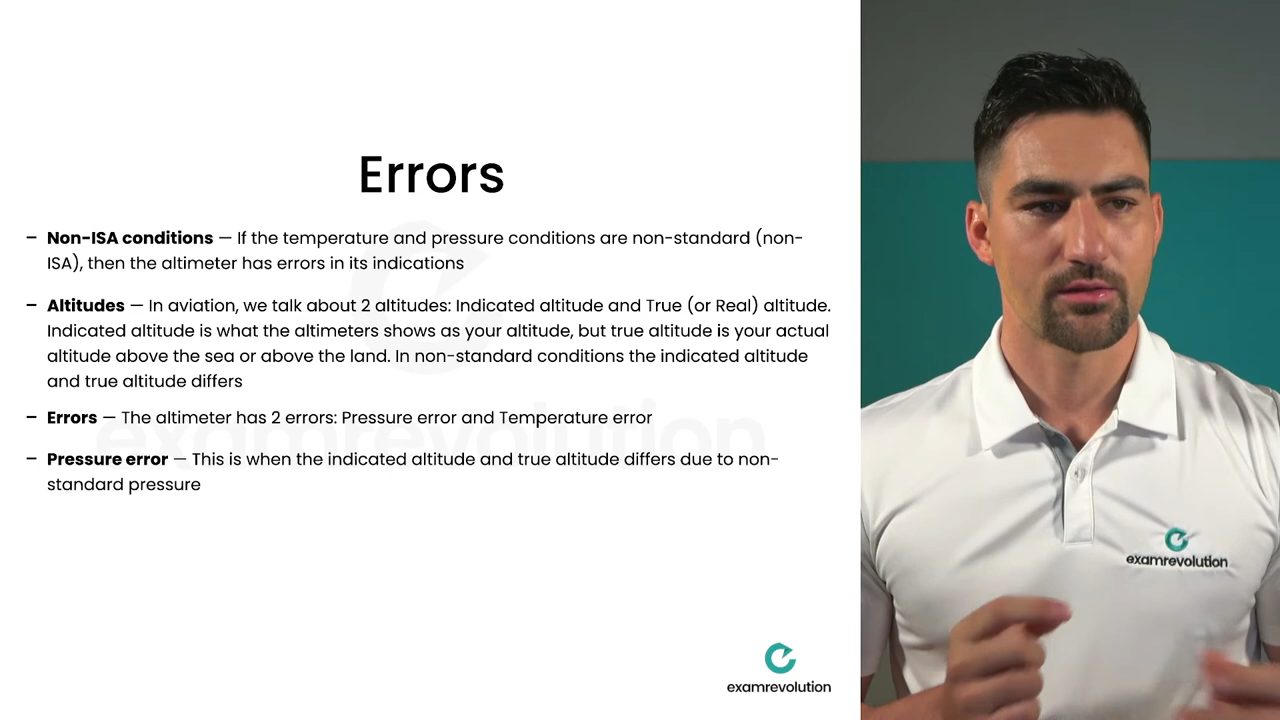 Errors
– Non-ISA conditions — If the temperature and pressure conditions are non-standard (non-
ISA), then the altimeter has errors in its indications
– Altitudes — In aviation, we talk about 2 altitudes: Indicated altitude and True (or Real) altitude.
Indicated altitude is what the altimeters shows as your altitude, but true altitude is your actual
altitude above the sea or above the land. In non-standard conditions the indicated altitude
and true altitude differs
– Errors — The altimeter has 2 errors: Pressure error and Temperature error
– Pressure error — This is when the indicated altitude and true altitude differs due to non-
standard pressure
examrevolution
examrevolution
examrevolution